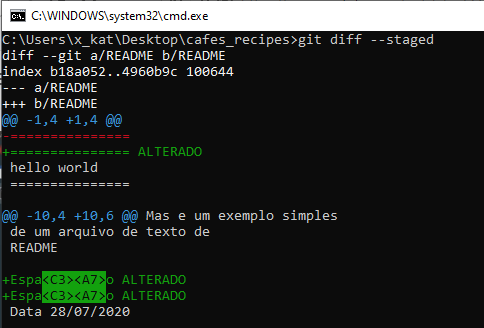 C:\WINDOWS\system32\cmd.exe
C:\Users\x_kat\Desktop\cafes_recipes>git diff --staged
diff --git a/README b/README
index b18a052..4960b9c 100644
--- a/README
+++ b/README
@@ -1,4 +1,4 @@
-===============
+=============== ALTERADO
 hello world
 ===============
@@ -10,4 +10,6 @@ Mas e um exemplo simples
 de um arquivo de texto de
 README
+Espa<C3><A7>o ALTERADO
+Espa<C3><A7>o ALTERADO
 Data 28/07/2020